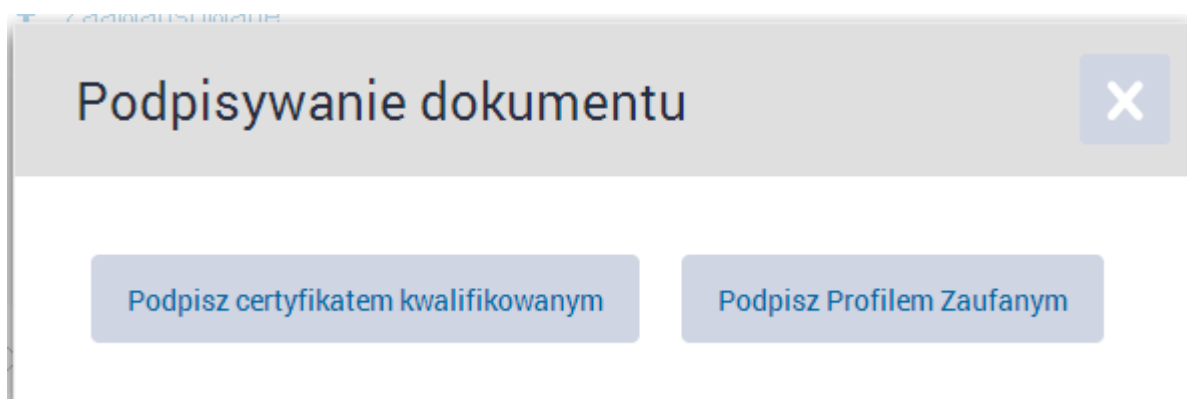 Podpisywanie dokumentu
Podpisz certyfikatem kwalifikowanym
Podpisz Profilem Zaufanym